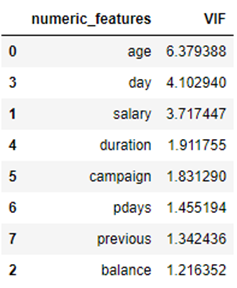 numeric_features VIF
0 age 6.379388
3 day 4.102940
1 salary 3.717447
4 duration 1.911755
5 campaign 1.831290
6 pdays 1.455194
7 previous 1.342436
2 balance 1.216352